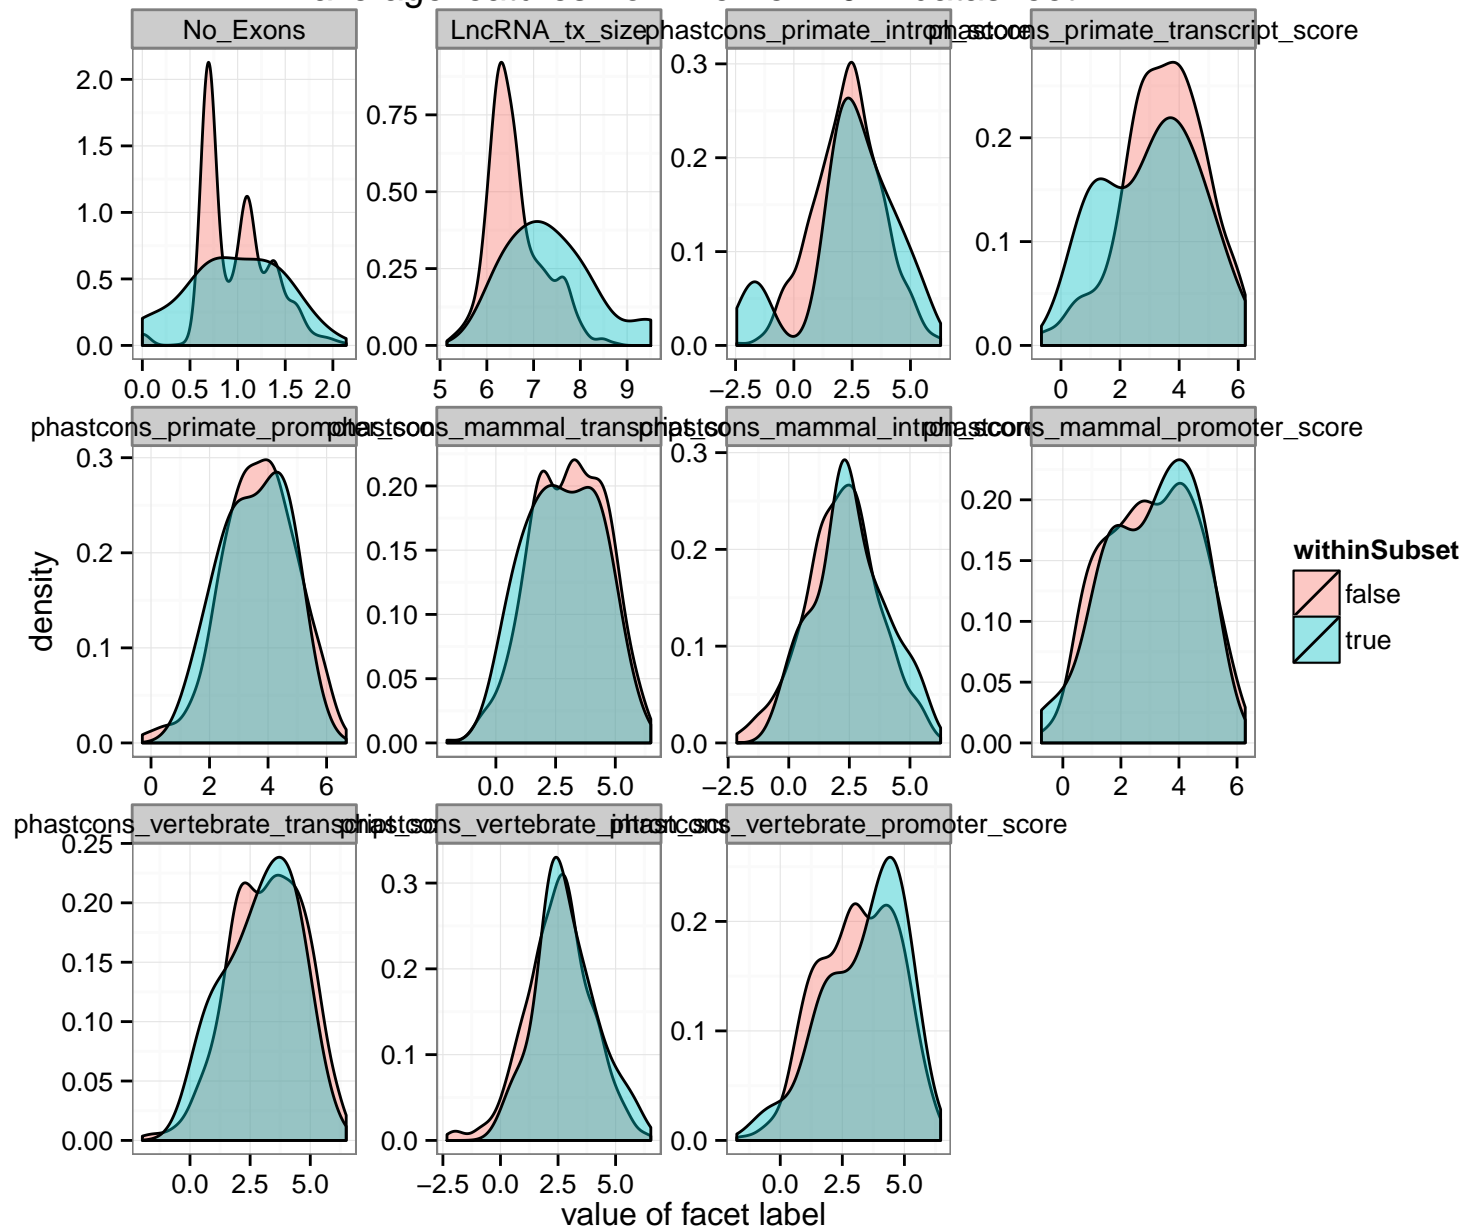 No_Exons
LncRNA_tx_size
phastcons_primate_intron_score
phastcons_primate_transcript_score
2.0
1.5
1.0
0.5
0.0
0.75
0.50
0.25
0.00
0.3
0.2
0.1
0.0
0.2
0.1
0.0
0.0 0.5 1.0 1.5 2.0
5 6 7 8 9
−2.5 0.0 2.5 5.0
0 2 4 6
phastcons_primate_promoter_score
phastcons_mammal_transcript_score
phastcons_mammal_intron_score
phastcons_mammal_promoter_score
0.3
0.2
0.1
0.0
0.20
0.15
0.10
0.05
0.00
0.3
0.2
0.1
0.0
0.20
0.15
0.10
0.05
0.00
0 2 4 6
0.0 2.5 5.0
−2.5 0.0 2.5 5.0
0 2 4 6
phastcons_vertebrate_transcript_score
phastcons_vertebrate_intron_score
phastcons_vertebrate_promoter_score
0.25
0.20
0.15
0.10
0.05
0.00
0.3
0.2
0.1
0.0
0.2
0.1
0.0
0.0 2.5 5.0
−2.5 0.0 2.5 5.0
0.0 2.5 5.0
value of facet label
density
withinSubset
false
true